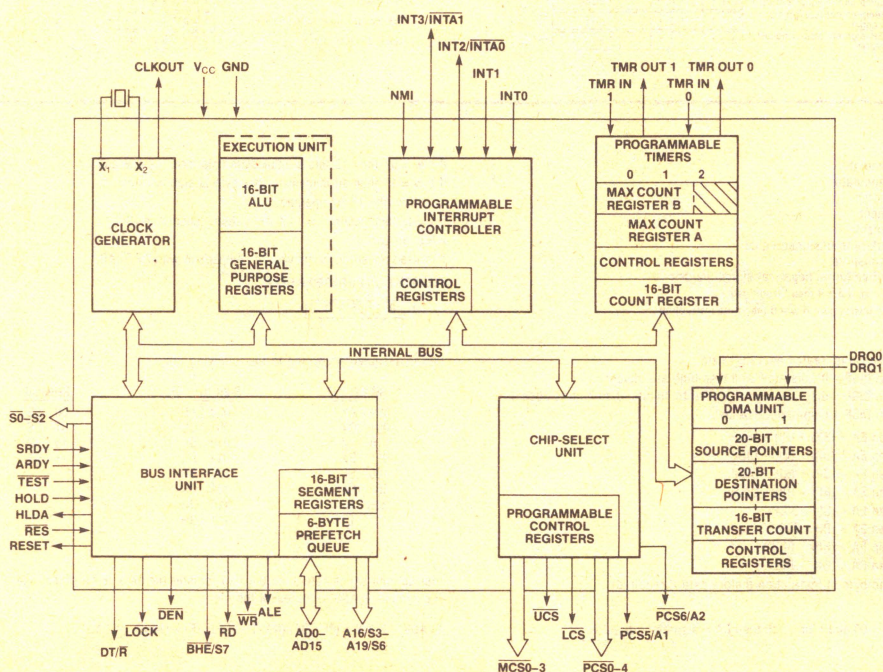 INT3/INTA1
INT2/INTA0
INT1
NMI
INT0
CLKOUT VCC GND
TMR OUT 1 TMR OUT 0
TMR IN 1
TMR IN 0
X1 X2
CLOCK GENERATOR
EXECUTION UNIT
16-BIT ALU
16-BIT GENERAL PURPOSE REGISTERS
PROGRAMMABLE INTERRUPT CONTROLLER
CONTROL REGISTERS
PROGRAMMABLE TIMERS
0 1 2
MAX COUNT REGISTER B
MAX COUNT REGISTER A
CONTROL REGISTERS
16-BIT COUNT REGISTER
INTERNAL BUS
DRQ0
DRQ1
PROGRAMMABLE DMA UNIT
0 1
20-BIT SOURCE POINTERS
20-BIT DESTINATION POINTERS
16-BIT TRANSFER COUNT
CONTROL REGISTERS
S0–S2
SRDY
ARDY
TEST
HOLD
HLDA
RES
RESET
BUS INTERFACE UNIT
16-BIT SEGMENT REGISTERS
6-BYTE PREFETCH QUEUE
CHIP-SELECT UNIT
PROGRAMMABLE CONTROL REGISTERS
DT/R
LOCK
DEN
BHE/S7
RD
WR
ALE
AD0–AD15
A16/S3–A19/S6
MCS0-3
UCS
LCS
PCS0-4
PCS5/A1
PCS6/A2